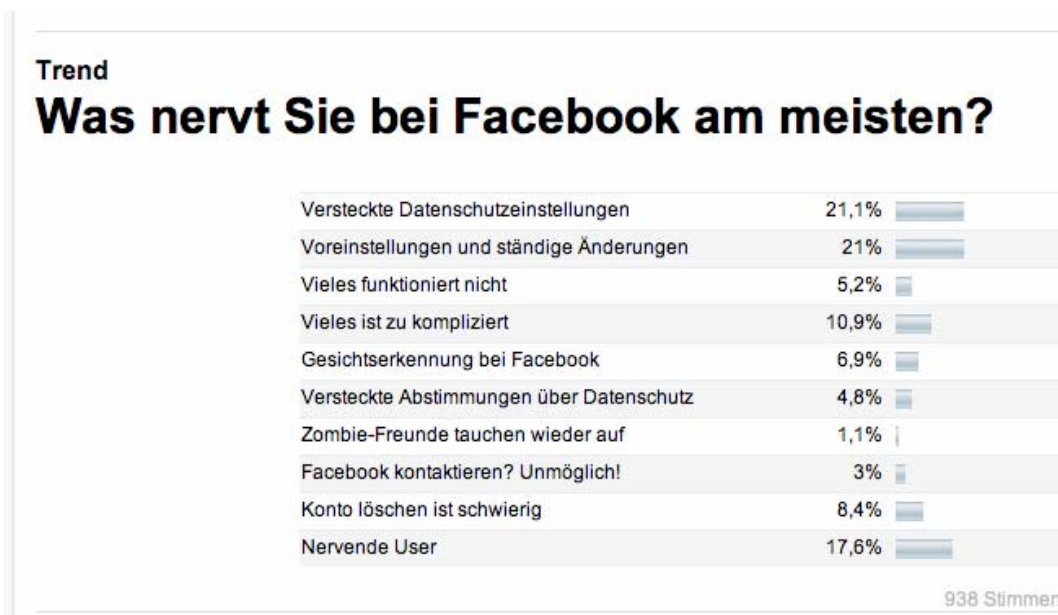 Trend
Was nervt Sie bei Facebook am meisten?
Versteckte Datenschutzeinstellungen 21,1%
Voreinstellungen und ständige Änderungen 21%
Vieles funktioniert nicht 5,2%
Vieles ist zu kompliziert 10,9%
Gesichtserkennung bei Facebook 6,9%
Versteckte Abstimmungen über Datenschutz 4,8%
Zombie-Freunde tauchen wieder auf 1,1%
Facebook kontaktieren? Unmöglich! 3%
Konto löschen ist schwierig 8,4%
Nervende User 17,6%
938 Stimmen